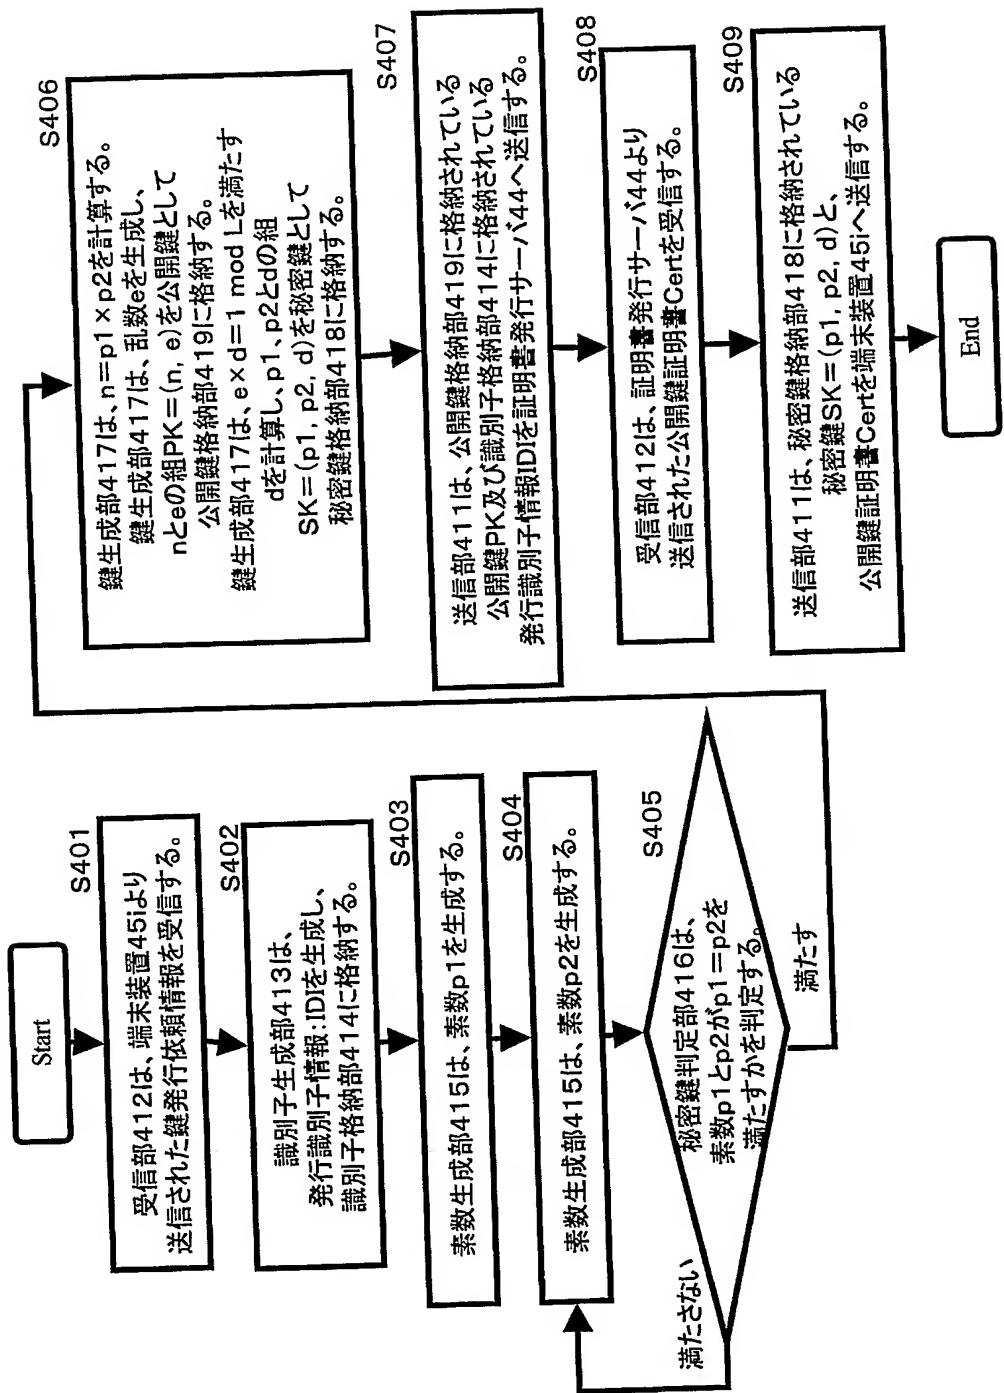 Start
S401
受信部412は、端末装置45iより
送信された鍵発行依頼情報を受信する。
S402
識別子生成部413は、
発行識別子情報:IDIを生成し、
識別子格納部414に格納する。
S403
素数生成部415は、素数p1を生成する。
S404
素数生成部415は、素数p2を生成する。
S405
秘密鍵判定部416は、
素数p1とp2がp1=p2を
満たすかを判定する。
満たさない
満たす
S406
鍵生成部417は、n=p1×p2を計算する。
鍵生成部417は、乱数eを生成し、
nとeの組PK=(n, e)を公開鍵として
公開鍵格納部419に格納する。
鍵生成部417は、e×d=1 mod Lを満たす
dを計算し、p1、p2とdの組
SK=(p1, p2, d)を秘密鍵として
秘密鍵格納部418に格納する。
S407
送信部411は、公開鍵格納部419に格納されている
公開鍵PK及び識別子格納部414に格納されている
発行識別子情報IDIを証明書発行サーバ44へ送信する。
S408
受信部412は、証明書発行サーバ44より
送信された公開鍵証明書Certを受信する。
S409
送信部411は、秘密鍵格納部418に格納されている
秘密鍵SK=(p1, p2, d)と、
公開鍵証明書Certを端末装置45iへ送信する。
End